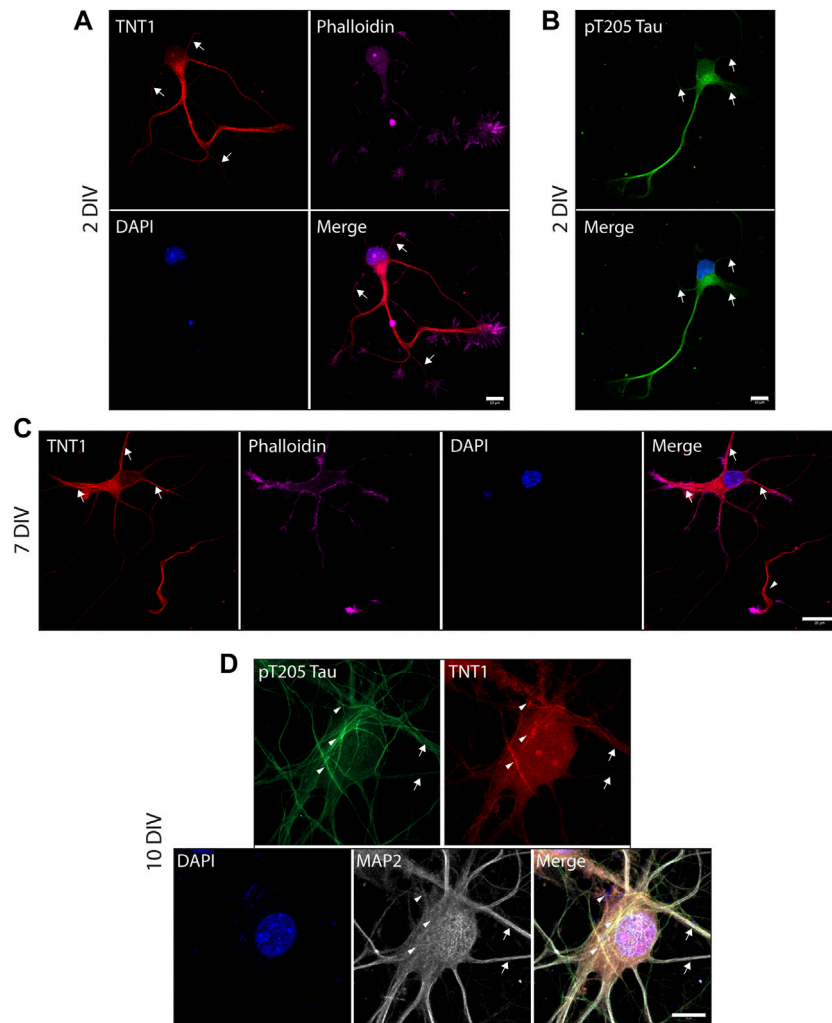 A
TNT1
Phalloidin
B
pT205 Tau
2 DIV
DAPI
Merge
2 DIV
Merge
C
TNT1
Phalloidin
DAPI
Merge
7 DIV
D
pT205 Tau
TNT1
10 DIV
DAPI
MAP2
Merge